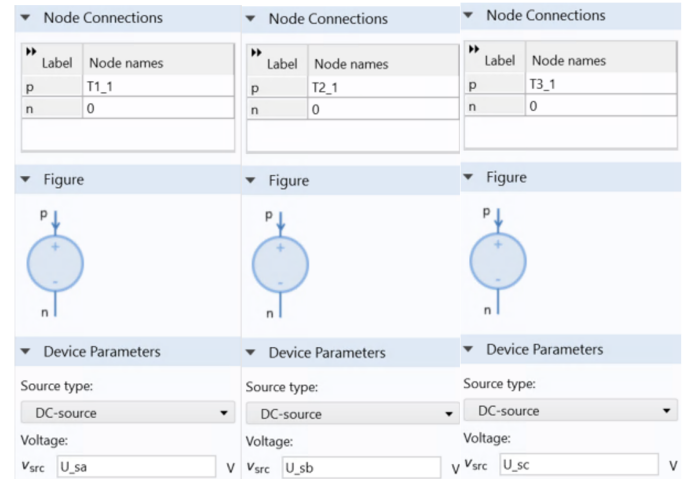 Node Connections
Label Node names
p T1_1
n 0
Figure
p
+
-
n
Device Parameters
Source type:
DC-source
Voltage:
Vsrc U_sa V
Node Connections
Label Node names
p T2_1
n 0
Figure
p
+
-
n
Device Parameters
Source type:
DC-source
Voltage:
Vsrc U_sb V
Node Connections
Label Node names
p T3_1
n 0
Figure
p
+
-
n
Device Parameters
Source type:
DC-source
Voltage:
Vsrc U_sc V